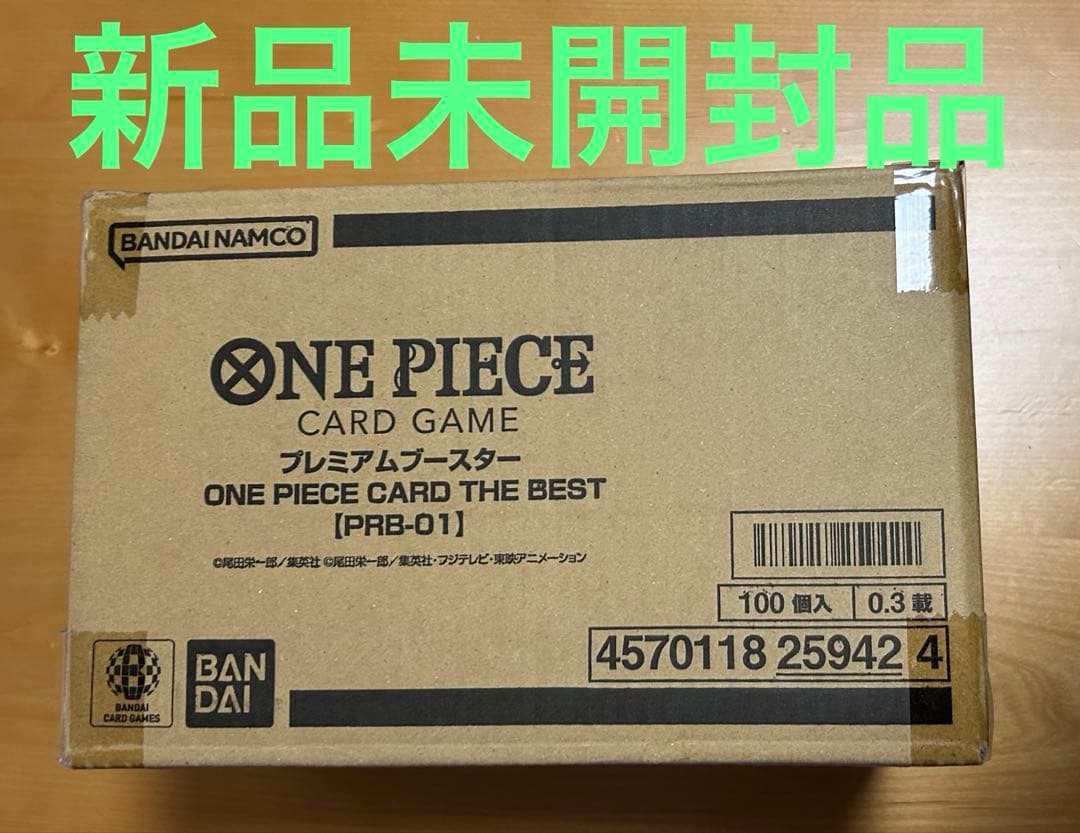 新品未開封品
BANDAI NAMCO
ONE PIECE
CARD GAME
プレミアムブースター
ONE PIECE CARD THE BEST
【PRB-01】
©尾田栄一郎/集英社 ©尾田栄一郎/集英社・フジテレビ・東映アニメーション
100 個入 0.3 載
4570118 25942 4
BANDAI
CARD GAMES
BAN
DAI